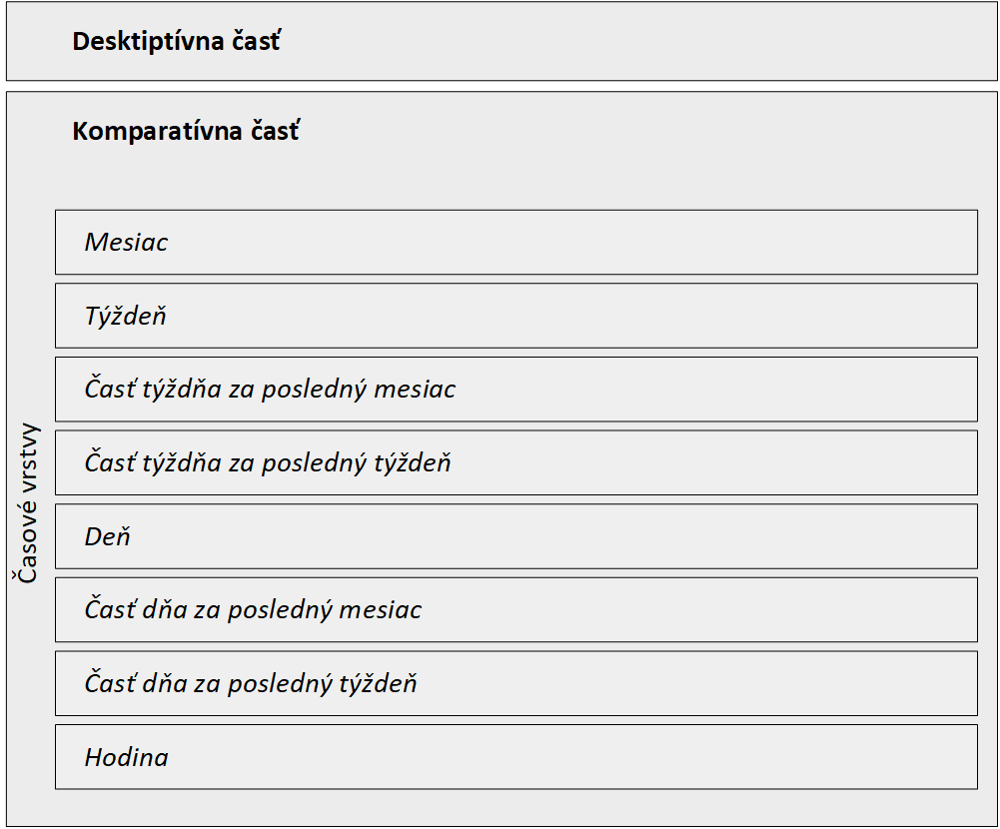 Desktiptívna časť
Komparatívna časť
Časové vrstvy
Mesiac
Týždeň
Časť týždňa za posledný mesiac
Časť týždňa za posledný týždeň
Deň
Časť dňa za posledný mesiac
Časť dňa za posledný týždeň
Hodina